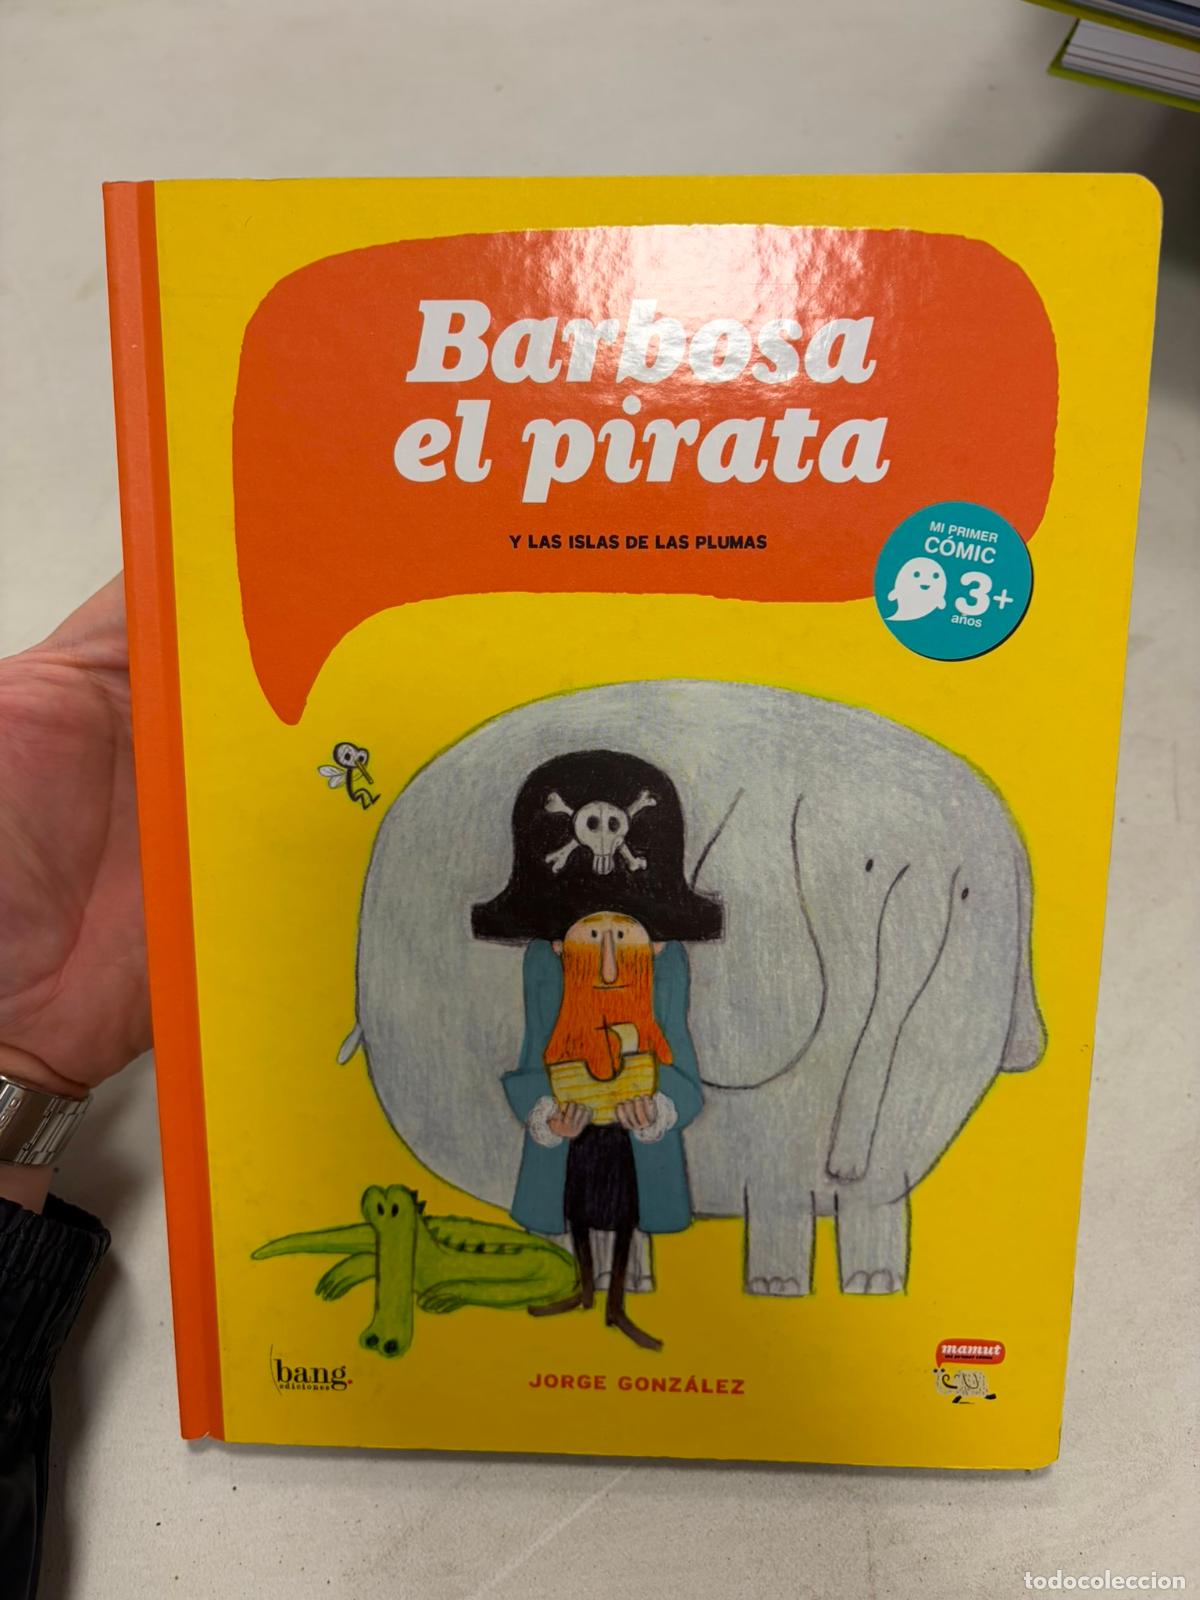 Barbosa
el pirata
Y LAS ISLAS DE LAS PLUMAS
MI PRIMER
CÓMIC
3+
años
bang.
ediciones
JORGE GONZÁLEZ
mamut
todocoleccion